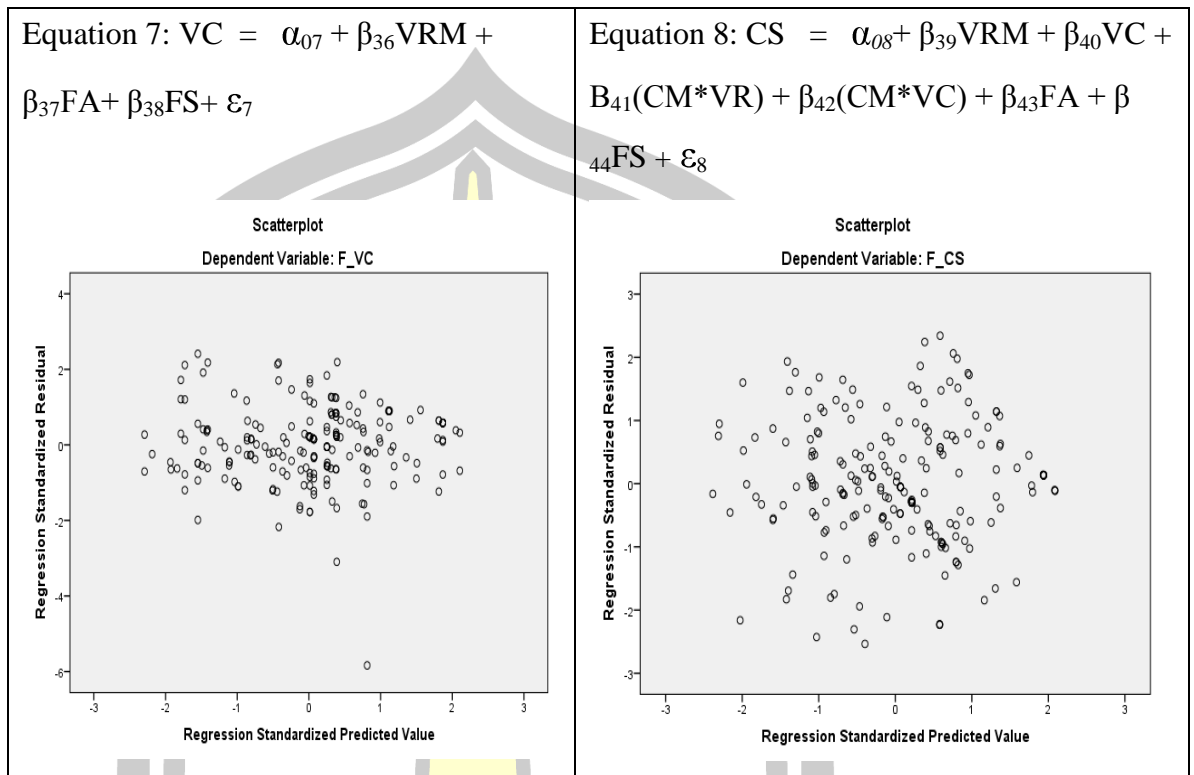 Equation 7: VC = α07 + β36VRM +
β37FA+ β38FS+ ε7
Scatterplot
Dependent Variable: F_VC
Regression Standardized Residual
4
2
0
-2
-4
-6
-3 -2 -1 0 1 2 3
Regression Standardized Predicted Value
Equation 8: CS = α08+ β39VRM + β40VC +
B41(CM*VR) + β42(CM*VC) + β43FA + β
44FS + ε8
Scatterplot
Dependent Variable: F_CS
Regression Standardized Residual
3
2
1
0
-1
-2
-3
-3 -2 -1 0 1 2 3
Regression Standardized Predicted Value